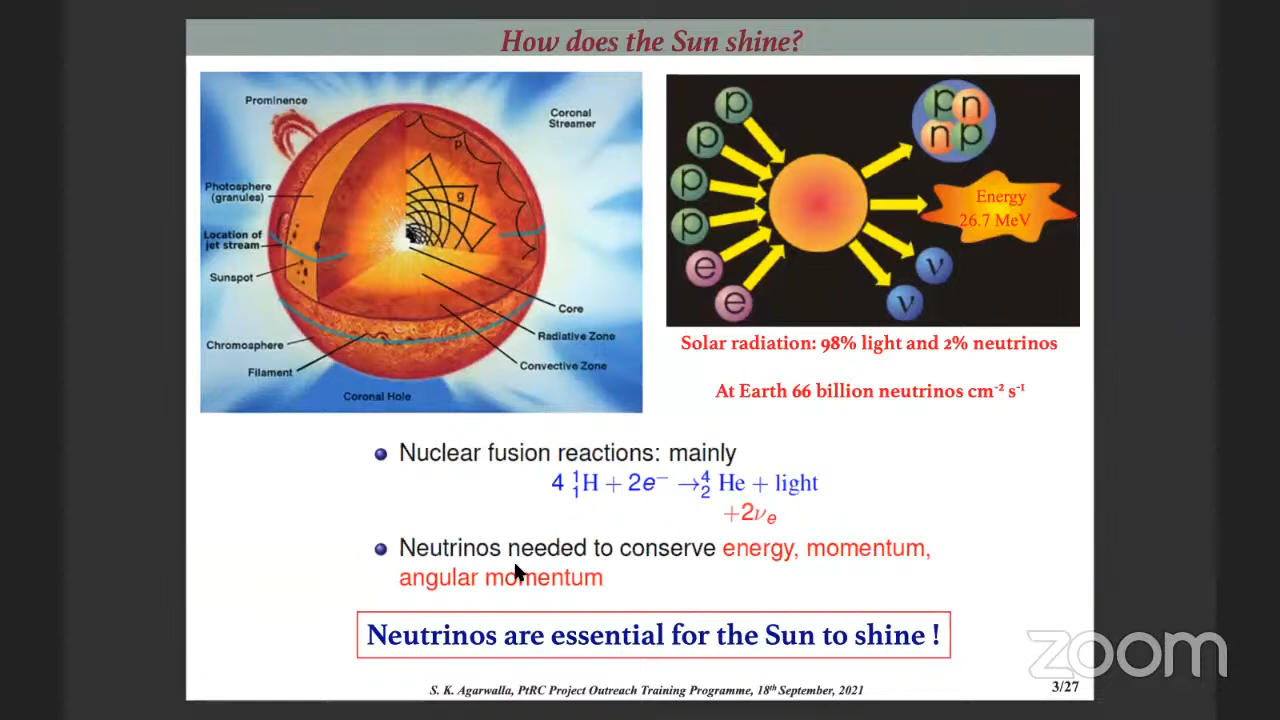 How does the Sun shine?
Prominence
Coronal
Streamer
p
Photosphere
(granules)
g
Location of
jet stream
Sunspot
Core
Radiative Zone
Chromosphere
Convective Zone
Filament
Coronal Hole
p
p
p
p
e
e
p n
n p
Energy
26.7 MeV
ν
ν
Solar radiation: 98% light and 2% neutrinos
At Earth 66 billion neutrinos cm⁻² s⁻¹
Nuclear fusion reactions: mainly
4 ¹₁H + 2e⁻ →⁴₂ He + light
+2νₑ
Neutrinos needed to conserve energy, momentum,
angular momentum
Neutrinos are essential for the Sun to shine !
S. K. Agarwalla, PtRC Project Outreach Training Programme, 18th September, 2021
3/27
zoom